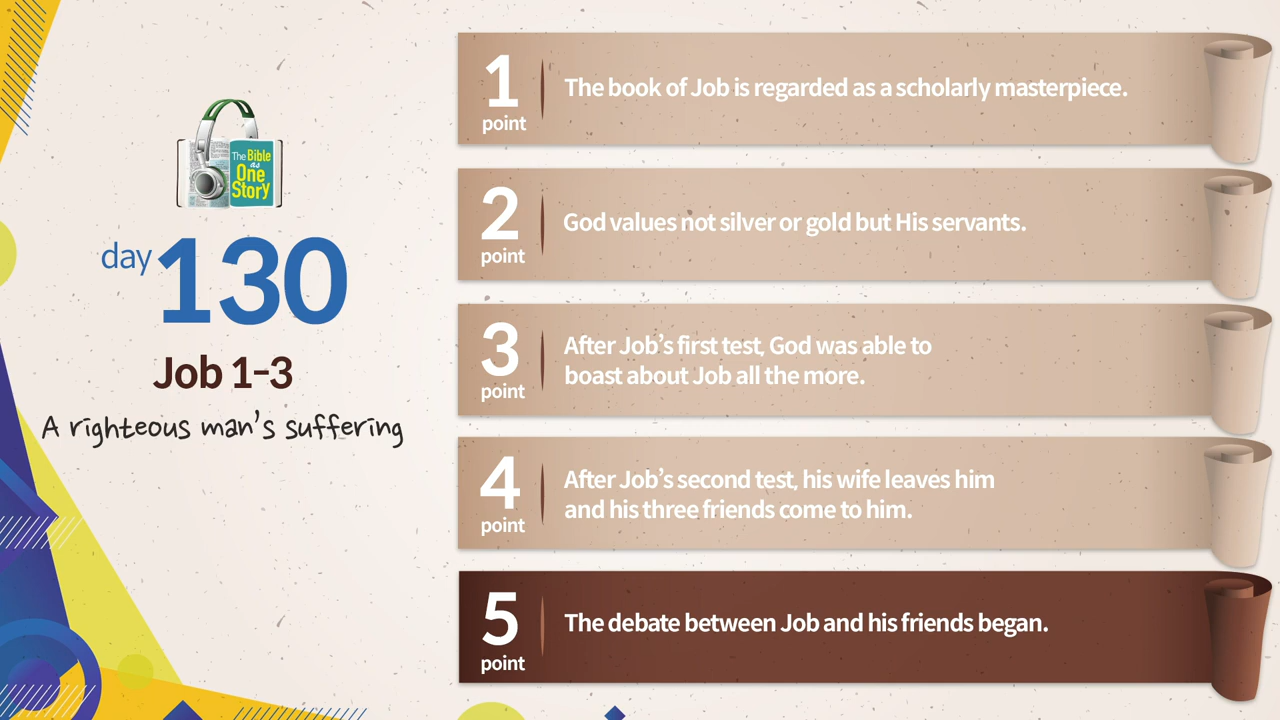 The Bible
as
One
Story
day 130
Job 1-3
A righteous man's suffering
1
point
The book of Job is regarded as a scholarly masterpiece.
2
point
God values not silver or gold but His servants.
3
point
After Job's first test, God was able to
boast about Job all the more.
4
point
After Job's second test, his wife leaves him
and his three friends come to him.
5
point
The debate between Job and his friends began.